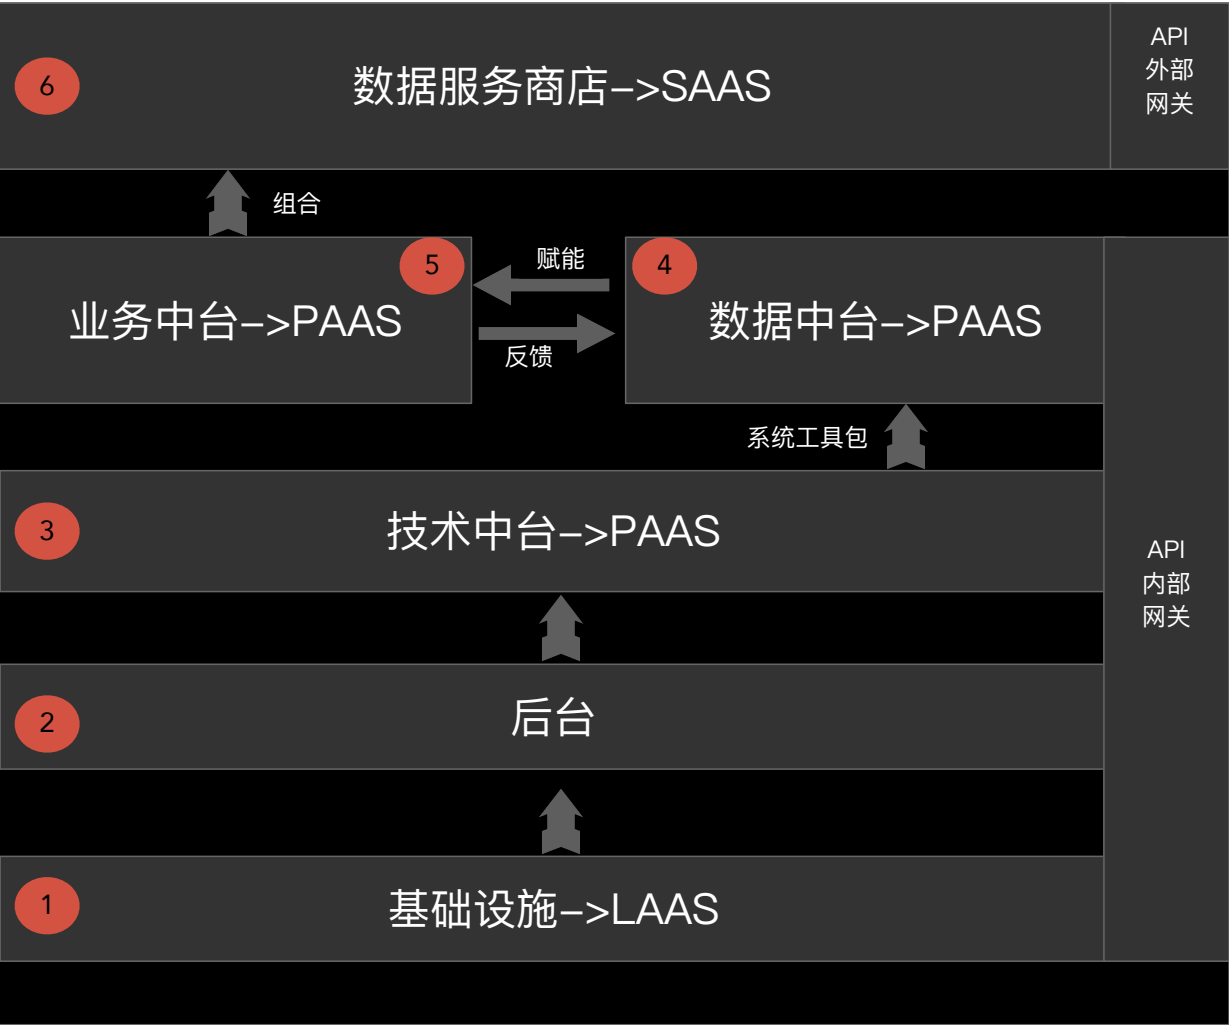 6
数据服务商店–>SAAS
API
外部
网关
组合
业务中台–>PAAS
5
赋能
反馈
4
数据中台–>PAAS
系统工具包
3
技术中台–>PAAS
API
内部
网关
2
后台
1
基础设施–>LAAS